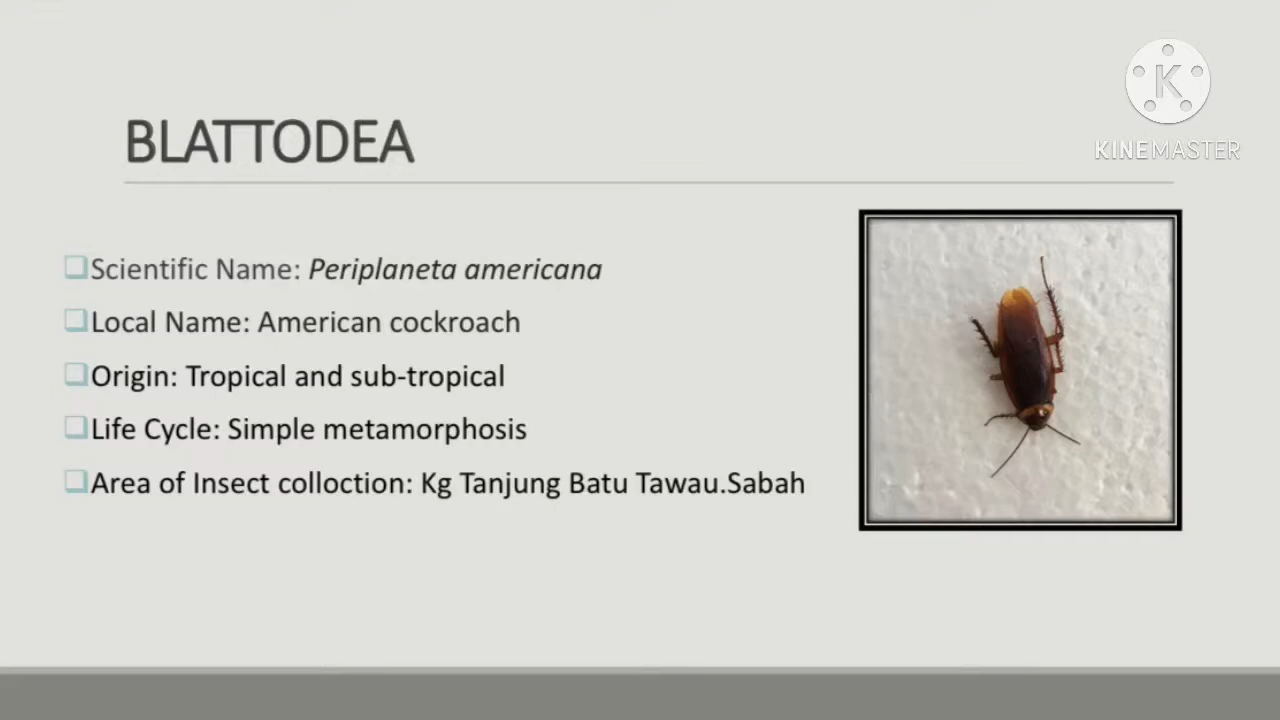 K
KINEMASTER
BLATTODEA
Scientific Name: Periplaneta americana
Local Name: American cockroach
Origin: Tropical and sub-tropical
Life Cycle: Simple metamorphosis
Area of Insect colloction: Kg Tanjung Batu Tawau.Sabah